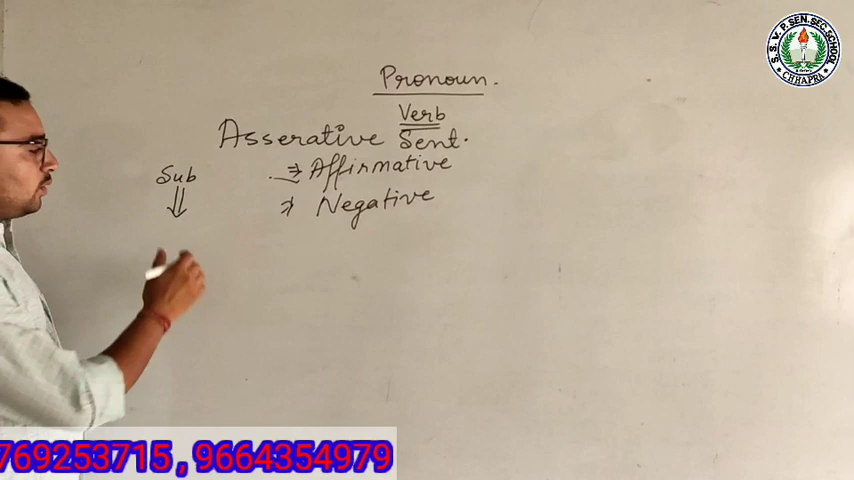 Pronoun.
Verb
Asserative Sent.
Sub
⇒ Affirmative
⇒ Negative
S. S. V. P. SEN. SEC. SCHOOL
CHHAPRA
769253715 , 9664354979